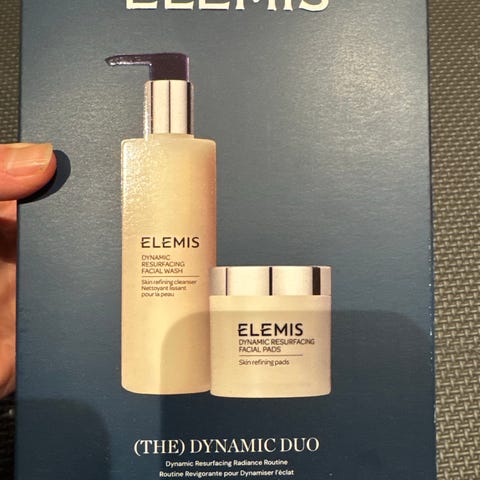 ELEMIS
ELEMIS
DYNAMIC
RESURFACING
FACIAL WASH
Skin refining cleanser
Nettoyant lissant
pour la peau
ELEMIS
DYNAMIC RESURFACING
FACIAL PADS
Skin refining pads
(THE) DYNAMIC DUO
Dynamic Resurfacing Radiance Routine
Routine Revigorante pour Dynamiser l'éclat